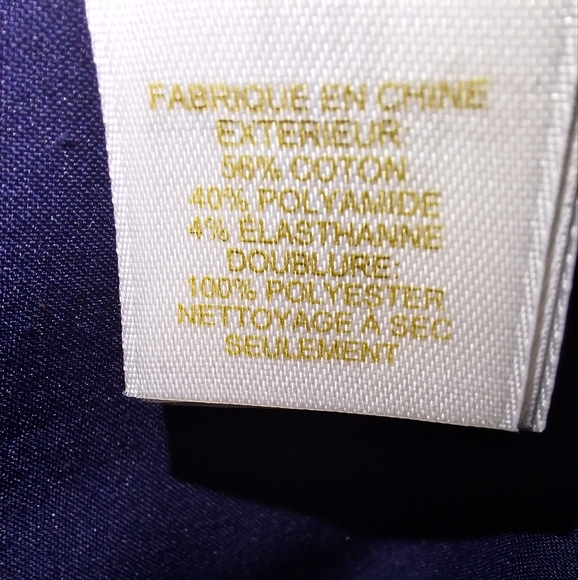 FABRIQUE EN CHINE
EXTERIEUR:
56% COTON
40% POLYAMIDE
4% ÉLASTHANNE
DOUBLURE:
100% POLYESTER
NETTOYAGE A SEC
SEULEMENT